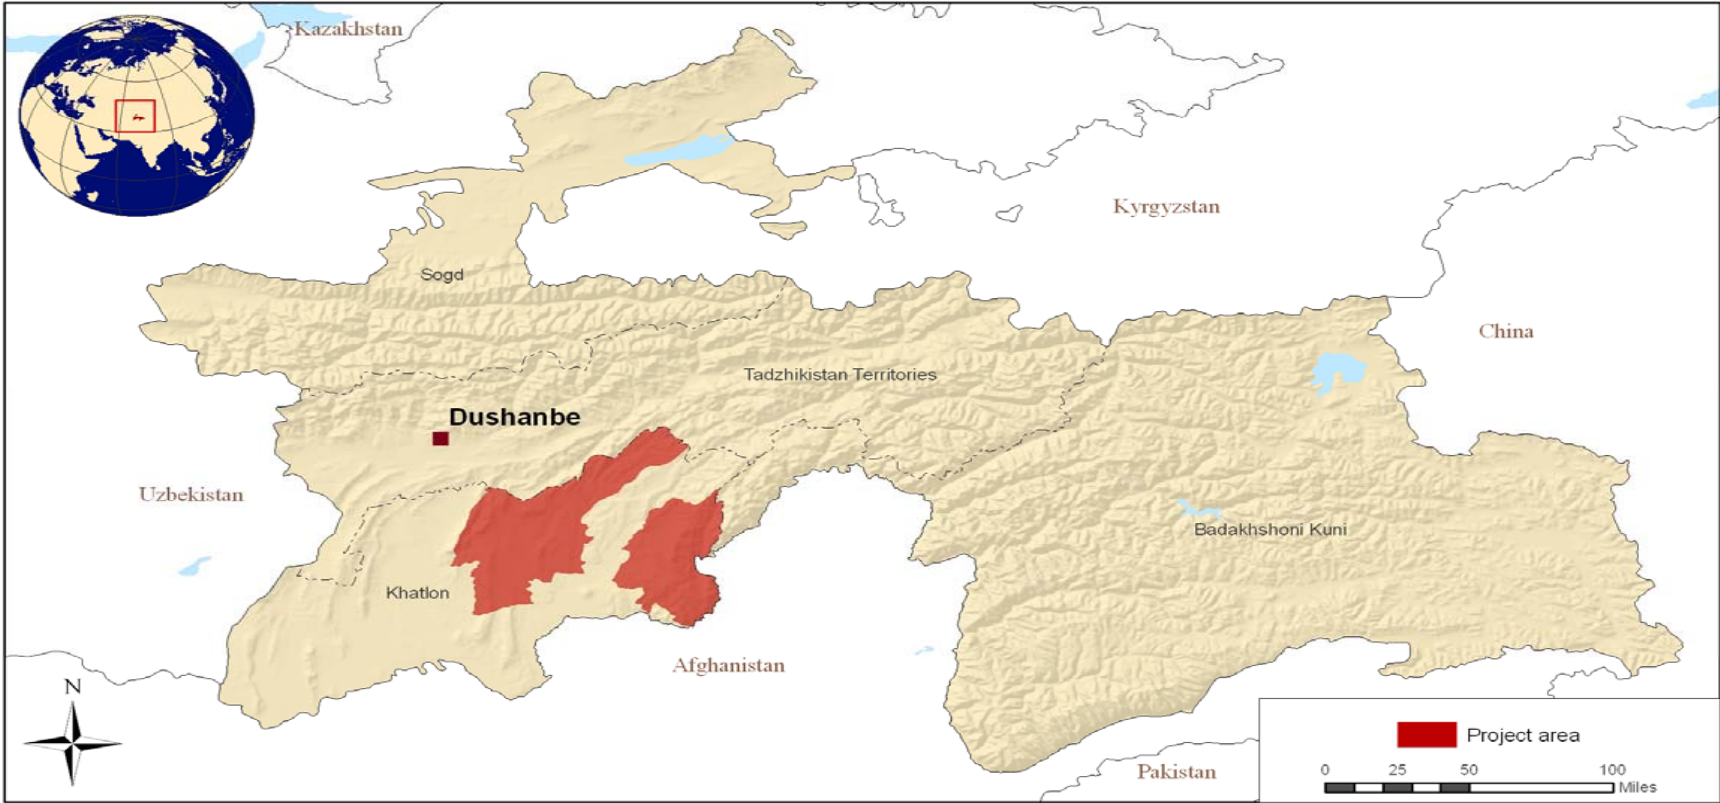 Kazakhstan
Kyrgyzstan
Sogd
China
Tadzhikistan Territories
Dushanbe
Uzbekistan
Badakhshoni Kuni
Khatlon
Afghanistan
N
Project area
Pakistan
0 25 50 100
Miles